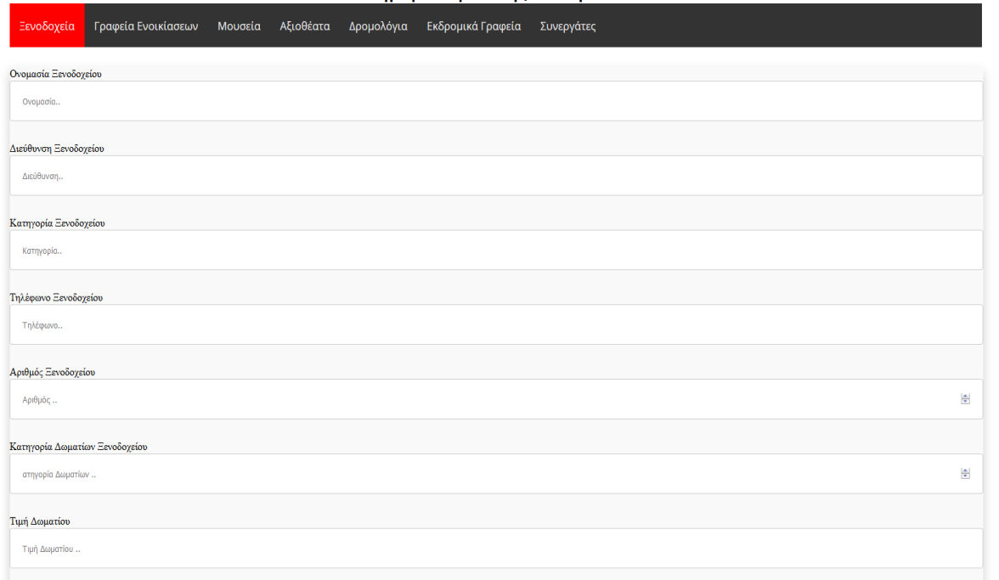 Ξενοδοχεία Γραφεία Ενοικίασεων Μουσεία Αξιοθέατα Δρομολόγια Εκδρομικά Γραφεία Συνεργάτες
Ονομασία Ξενοδοχείου
Ονομασία..
Διεύθυνση Ξενοδοχείου
Διεύθυνση..
Κατηγορία Ξενοδοχείου
Κατηγορία..
Τηλέφωνο Ξενοδοχείου
Τηλέφωνο..
Αριθμός Ξενοδοχείου
Αριθμός ..
Κατηγορία Δωματίων Ξενοδοχείου
ατηγορία Δωματίων ..
Τιμή Δωματίου
Τιμή Δωματίου ..